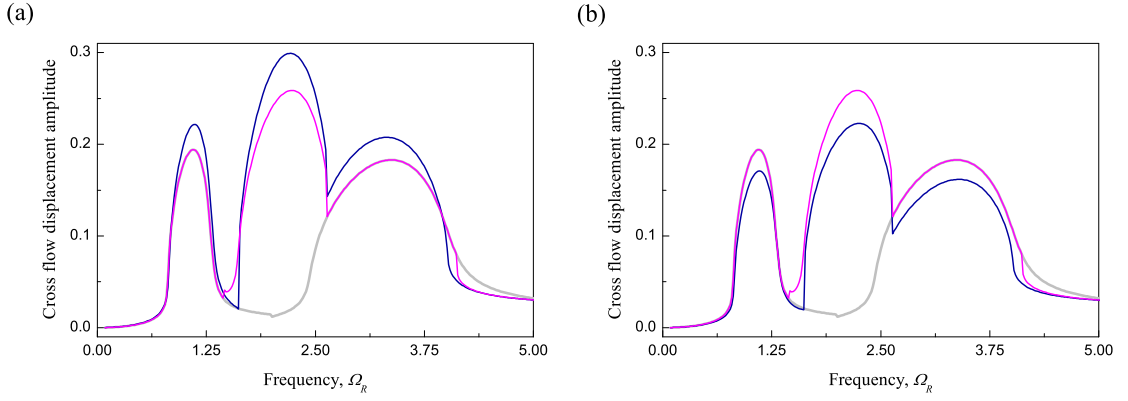 (a)
Cross flow displacement amplitude
0.3
0.2
0.1
0.0
0.00 1.25 2.50 3.75 5.00
Frequency, Ω_R
(b)
Cross flow displacement amplitude
0.3
0.2
0.1
0.0
0.00 1.25 2.50 3.75 5.00
Frequency, Ω_R